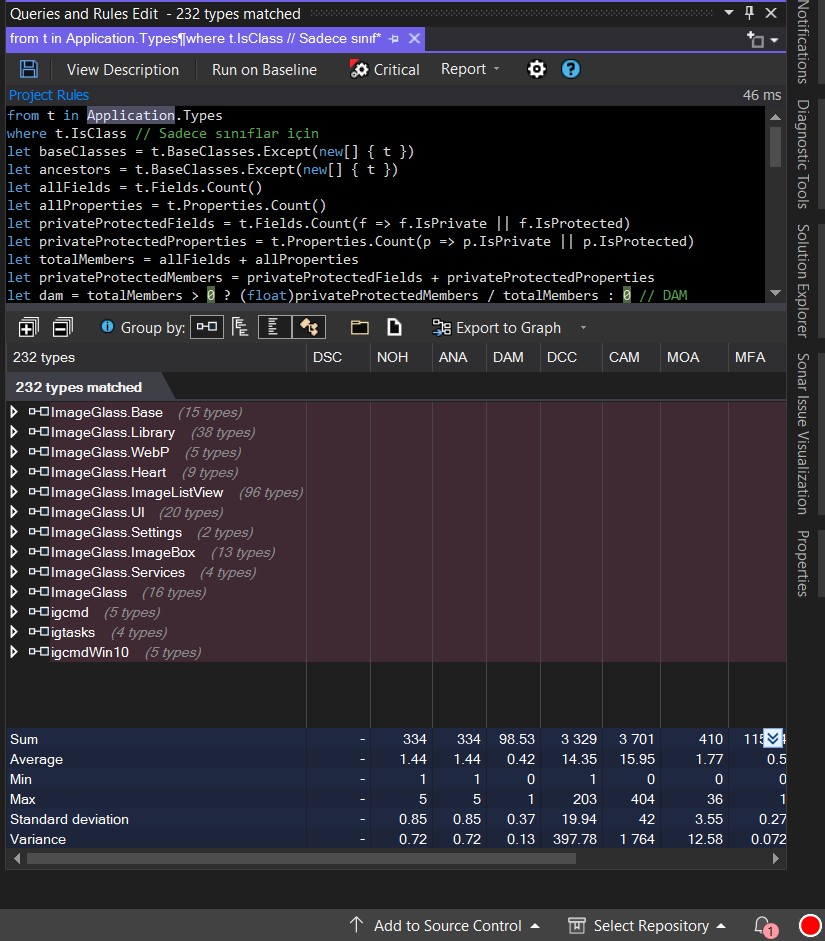 Queries and Rules Edit - 232 types matched
from t in Application.Types¶where t.IsClass // Sadece sınıf*
View Description Run on Baseline Critical Report
Project Rules 46 ms
from t in Application.Types
where t.IsClass // Sadece sınıflar için
let baseClasses = t.BaseClasses.Except(new[] { t })
let ancestors = t.BaseClasses.Except(new[] { t })
let allFields = t.Fields.Count()
let allProperties = t.Properties.Count()
let privateProtectedFields = t.Fields.Count(f => f.IsPrivate || f.IsProtected)
let privateProtectedProperties = t.Properties.Count(p => p.IsPrivate || p.IsProtected)
let totalMembers = allFields + allProperties
let privateProtectedMembers = privateProtectedFields + privateProtectedProperties
let dam = totalMembers > 0 ? (float)privateProtectedMembers / totalMembers : 0 // DAM
Group by: Export to Graph
232 types DSC NOH ANA DAM DCC CAM MOA MFA
232 types matched
ImageGlass.Base (15 types)
ImageGlass.Library (38 types)
ImageGlass.WebP (5 types)
ImageGlass.Heart (9 types)
ImageGlass.ImageListView (96 types)
ImageGlass.UI (20 types)
ImageGlass.Settings (2 types)
ImageGlass.ImageBox (13 types)
ImageGlass.Services (4 types)
ImageGlass (16 types)
igcmd (5 types)
igtasks (4 types)
igcmdWin10 (5 types)
Sum - 334 334 98.53 3 329 3 701 410
Average - 1.44 1.44 0.42 14.35 15.95 1.77 0.5
Min - 1 1 0 1 0 0 0
Max - 5 5 1 203 404 36 1
Standard deviation - 0.85 0.85 0.37 19.94 42 3.55 0.27
Variance - 0.72 0.72 0.13 397.78 1 764 12.58 0.072
Notifications
Diagnostic Tools
Solution Explorer
Sonar Issue Visualization
Properties
Add to Source Control Select Repository 1